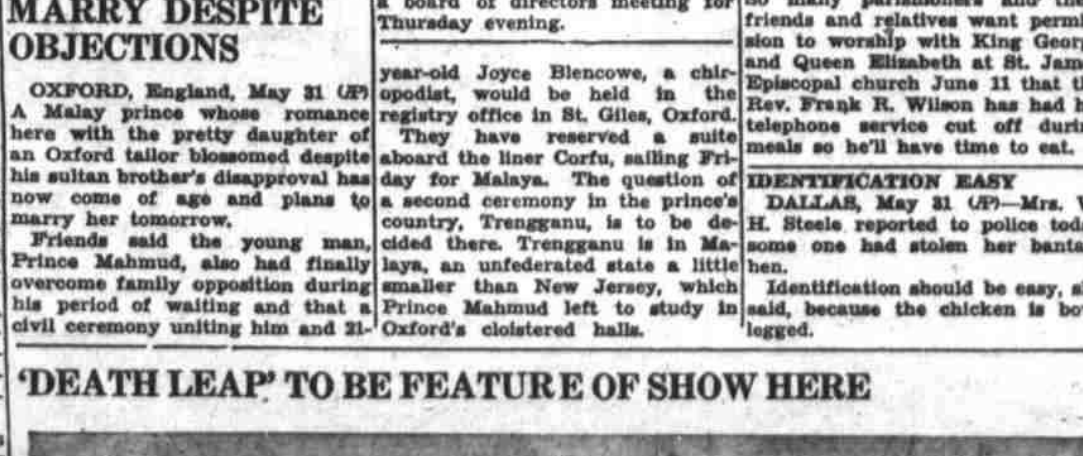 MARRY DESPITE
OBJECTIONS
OXFORD, England, May 31 (AP)
A Malay prince whose romance
here with the pretty daughter of
an Oxford tailor blossomed despite
his sultan brother's disapproval has
now come of age and plans to
marry her tomorrow.
Friends said the young man,
Prince Mahmud, also had finally
overcome family opposition during
his period of waiting and that a
civil ceremony uniting him and 21-
a board of directors meeting for
Thursday evening.
year-old Joyce Blencowe, a chir-
opodist, would be held in the
registry office in St. Giles, Oxford.
They have reserved a suite
aboard the liner Corfu, sailing Fri-
day for Malaya. The question of
a second ceremony in the prince's
country, Trengganu, is to be de-
cided there. Trengganu is in Ma-
laya, an unfederated state a little
smaller than New Jersey, which
Prince Mahmud left to study in
Oxford's cloistered halls.
so many parishioners and
friends and relatives want permi
sion to worship with King Geor
and Queen Elizabeth at St. Jam
Episcopal church June 11 that t
Rev. Frank R. Wilson has had h
telephone service cut off duri
meals so he'll have time to eat.
IDENTIFICATION EASY
DALLAS, May 31 (AP)—Mrs.
H. Steele reported to police tod
some one had stolen her banta
hen.
Identification should be easy, s
said, because the chicken is bo
legged.
'DEATH LEAP' TO BE FEATURE OF SHOW HERE